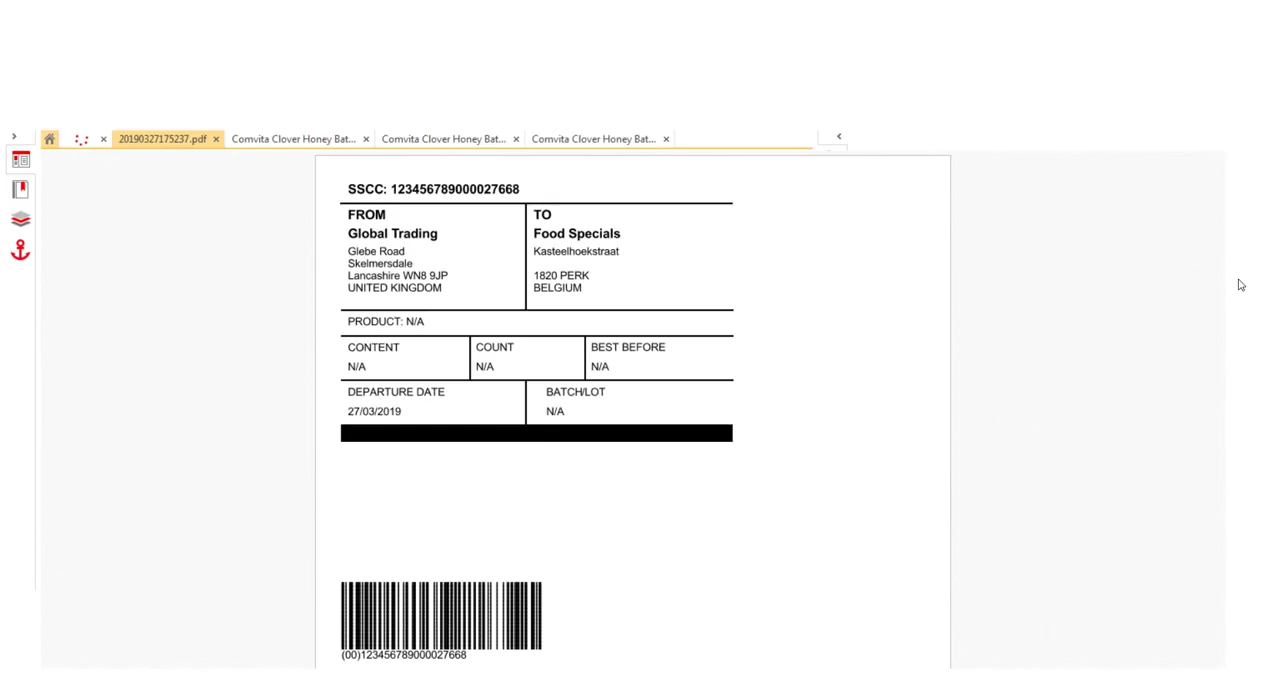 20190327175237.pdf × Comvita Clover Honey Bat... × Comvita Clover Honey Bat... × Comvita Clover Honey Bat... ×
SSCC: 123456789000027668
FROM
Global Trading
Glebe Road
Skelmersdale
Lancashire WN8 9JP
UNITED KINGDOM
TO
Food Specials
Kasteelhoekstraat
1820 PERK
BELGIUM
PRODUCT: N/A
CONTENT
N/A
COUNT
N/A
BEST BEFORE
N/A
DEPARTURE DATE
27/03/2019
BATCH/LOT
N/A
(00)123456789000027668